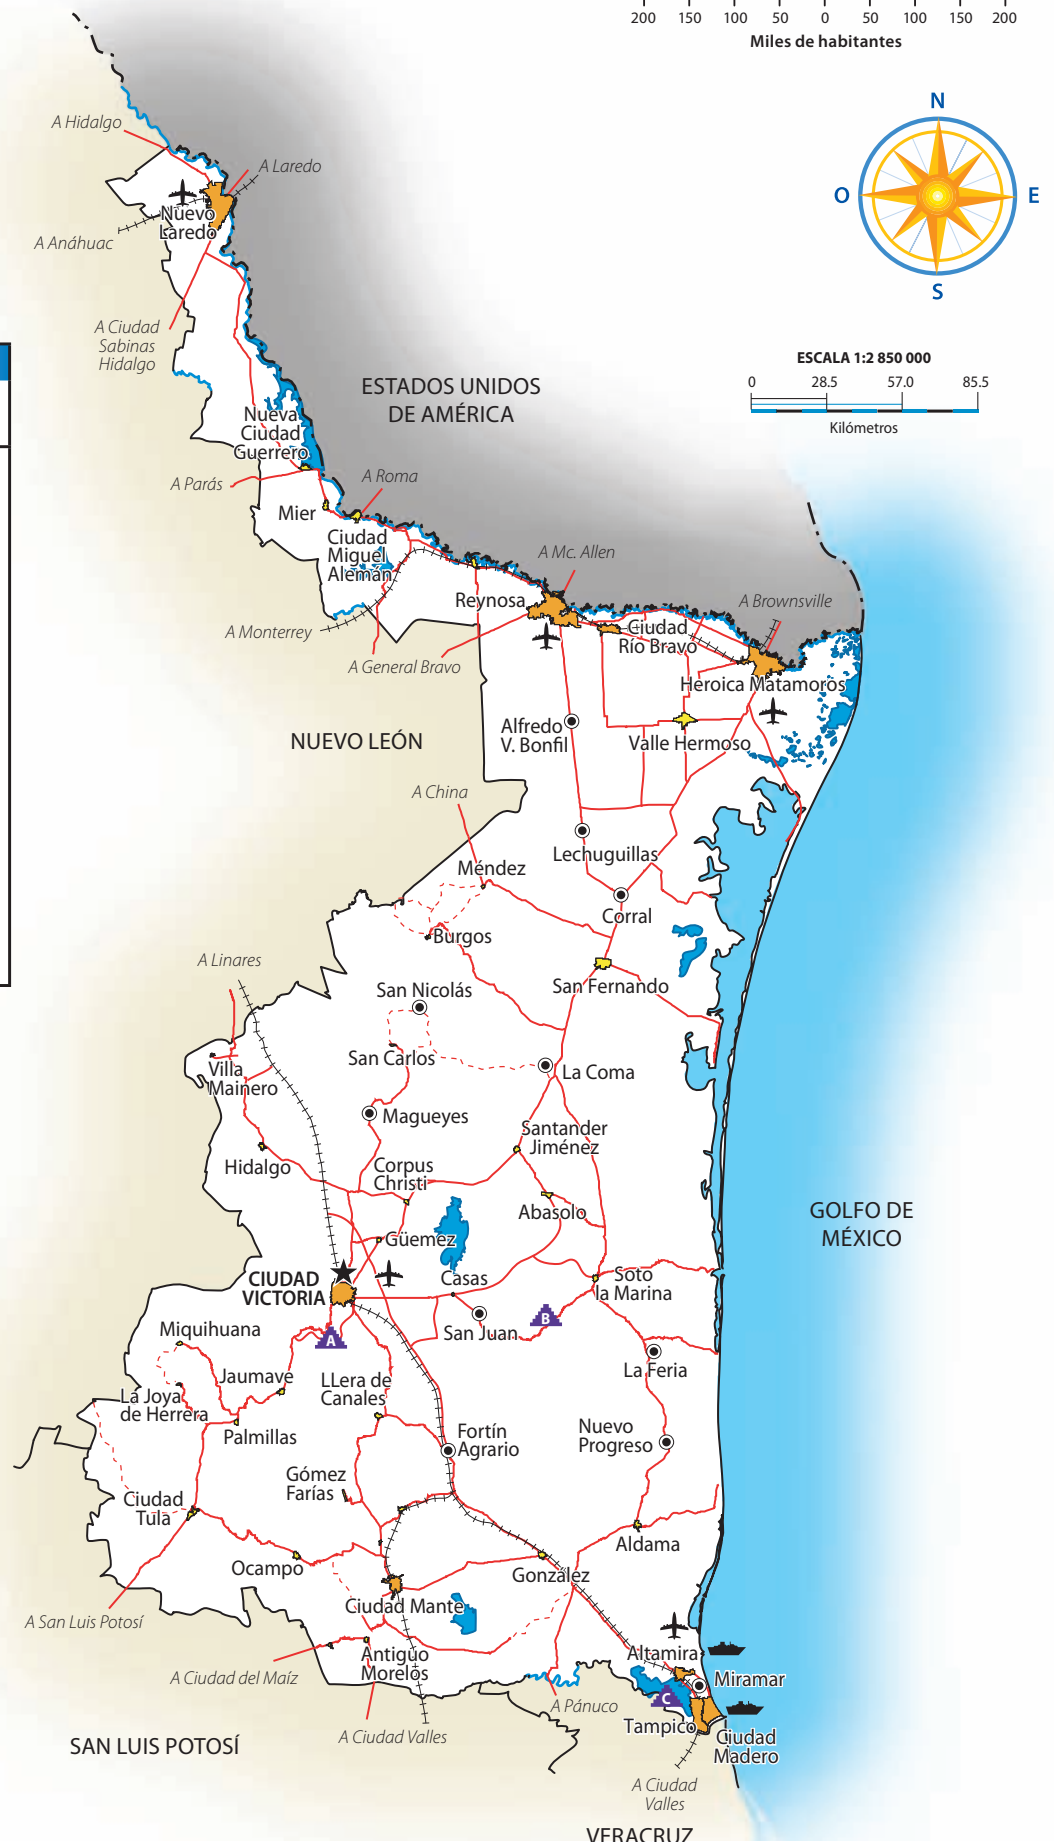 200 150 100 50 0 50 100 150 200
Miles de habitantes
N
O
E
S
ESCALA 1:2 850 000
0 28.5 57.0 85.5
Kilómetros
A Hidalgo
A Laredo
Nuevo
Laredo
A Anáhuac
A Ciudad
Sabinas
Hidalgo
ESTADOS UNIDOS
DE AMÉRICA
Nueva
Ciudad
Guerrero
A Parás
A Roma
Mier
Ciudad
Miguel
Alemán
A Mc. Allen
Reynosa
A Brownsville
A Monterrey
Ciudad
Río Bravo
A General Bravo
Heroica Matamoros
Alfredo
V. Bonfil
NUEVO LEÓN
Valle Hermoso
A China
Lechuguillas
Méndez
Corral
Burgos
A Linares
San Fernando
San Nicolás
San Carlos
La Coma
Villa
Mainero
Magueyes
Santander
Jiménez
Hidalgo
Corpus
Christi
Abasolo
GOLFO DE
MÉXICO
Güemez
CIUDAD
VICTORIA
Casas
Soto
la Marina
San Juan
B
A
Miquihuana
La Feria
Jaumave
LLera de
Canales
La Joya
de Herrera
Palmillas
Fortín
Agrario
Nuevo
Progreso
Gómez
Farías
Ciudad
Tula
Aldama
Ocampo
González
Ciudad Mante
A San Luis Potosí
Antiguo
Morelos
Altamira
A Ciudad del Maíz
Miramar
C
A Pánuco
Tampico
A Ciudad Valles
Ciudad
Madero
SAN LUIS POTOSÍ
A Ciudad
Valles
VERACRUZ